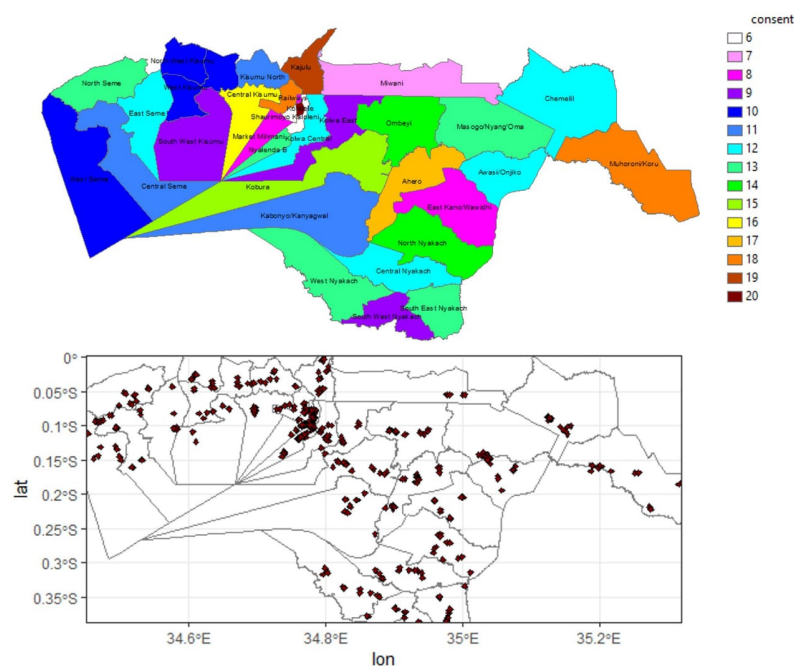 consent
6
7
8
9
10
11
12
13
14
15
16
17
18
19
20
North West Kisumu
Kajulu
North Seme
Kisumu North
Miwani
Central Kisumu
Railways
Chemelil
East Seme
Shaurimoyo Kaloleni
Kolwa East
Ombeyi
Masogo/Nyang'Oma
Market Milimani
Kolwa Central
South West Kisumu
Nyalenda B
Muhoroni/Koru
Awasi/Onjiko
Ahero
Central Seme
Kobura
East Kano/Wawidhi
Kabonyo/Kanyagwal
North Nyakach
Central Nyakach
West Nyakach
South East Nyakach
South West Nyakach
0°
0.05°S
0.1°S
0.15°S
0.2°S
0.25°S
0.3°S
0.35°S
lat
34.6°E 34.8°E 35°E 35.2°E
lon